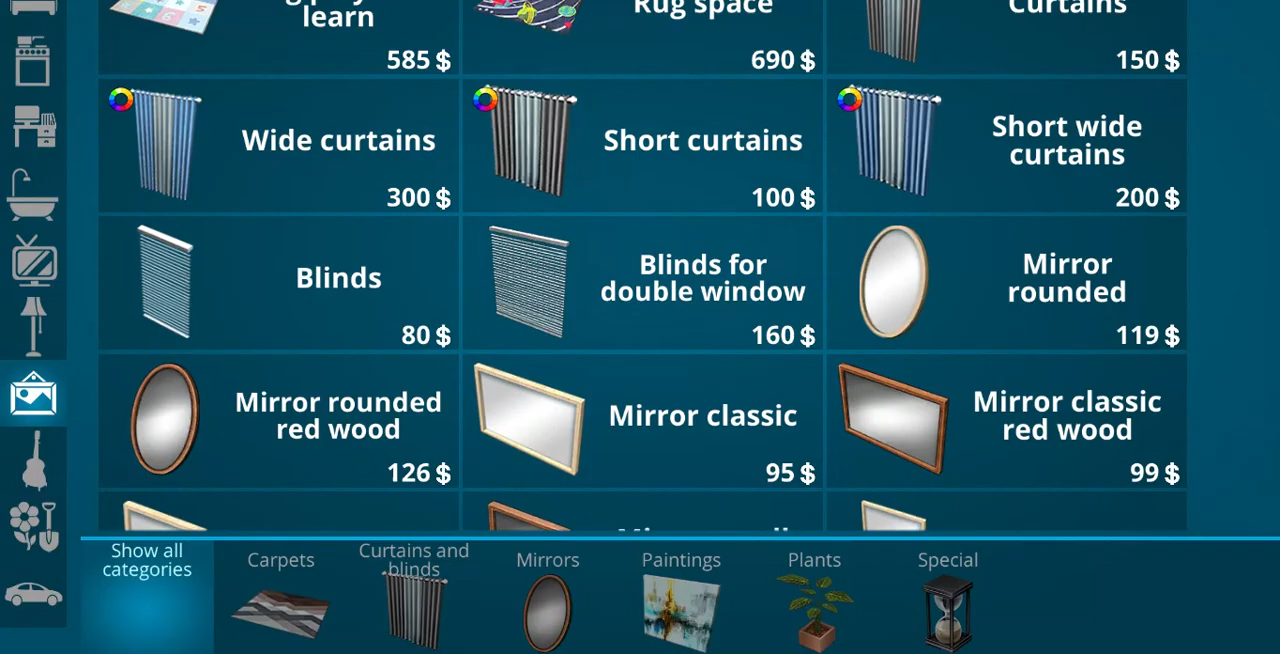 learn
Rug space
Curtains
585 $
690 $
150 $
Wide curtains
300 $
Short curtains
100 $
Short wide
curtains
200 $
Blinds
80 $
Blinds for
double window
160 $
Mirror
rounded
119 $
Mirror rounded
red wood
126 $
Mirror classic
95 $
Mirror classic
red wood
99 $
Show all
categories
Carpets
Curtains and
blinds
Mirrors
Paintings
Plants
Special